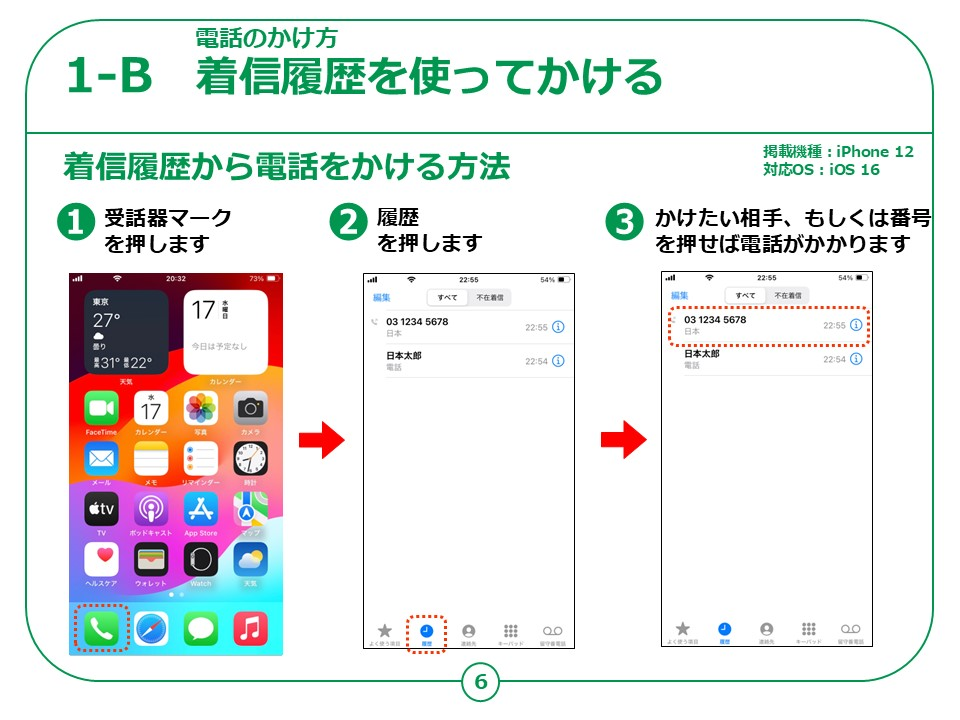 電話のかけ方
1-B 着信履歴を使ってかける
着信履歴から電話をかける方法
掲載機種：iPhone 12
対応OS：iOS 16
1 受話器マーク
を押します
2 履歴
を押します
3 かけたい相手、もしくは番号
を押せば電話がかかります
20:32 73%
東京
27°
曇り
最高31° 最低22°
天気
17 水曜日
今日は予定なし
カレンダー
FaceTime
水
17
カレンダー
写真
カメラ
メール
メモ
リマインダー
時計
tv
TV
ポッドキャスト
App Store
マップ
ヘルスケア
ウォレット
Watch
天気
22:55 54%
編集 すべて 不在着信
03 1234 5678
日本
22:55
日本太郎
電話
22:54
よく使う項目 履歴 連絡先 キーパッド 留守番電話
22:55 54%
編集 すべて 不在着信
03 1234 5678
日本
22:55
日本太郎
電話
22:54
よく使う項目 履歴 連絡先 キーパッド 留守番電話
6